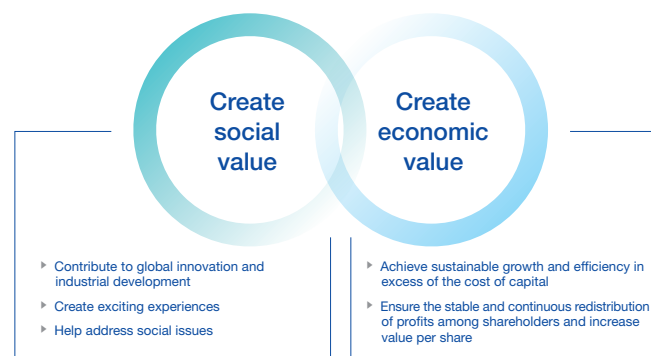 Create
social
value
Create
economic
value
Contribute to global innovation and
industrial development
Create exciting experiences
Help address social issues
Achieve sustainable growth and efficiency in
excess of the cost of capital
Ensure the stable and continuous redistribution
of profits among shareholders and increase
value per share